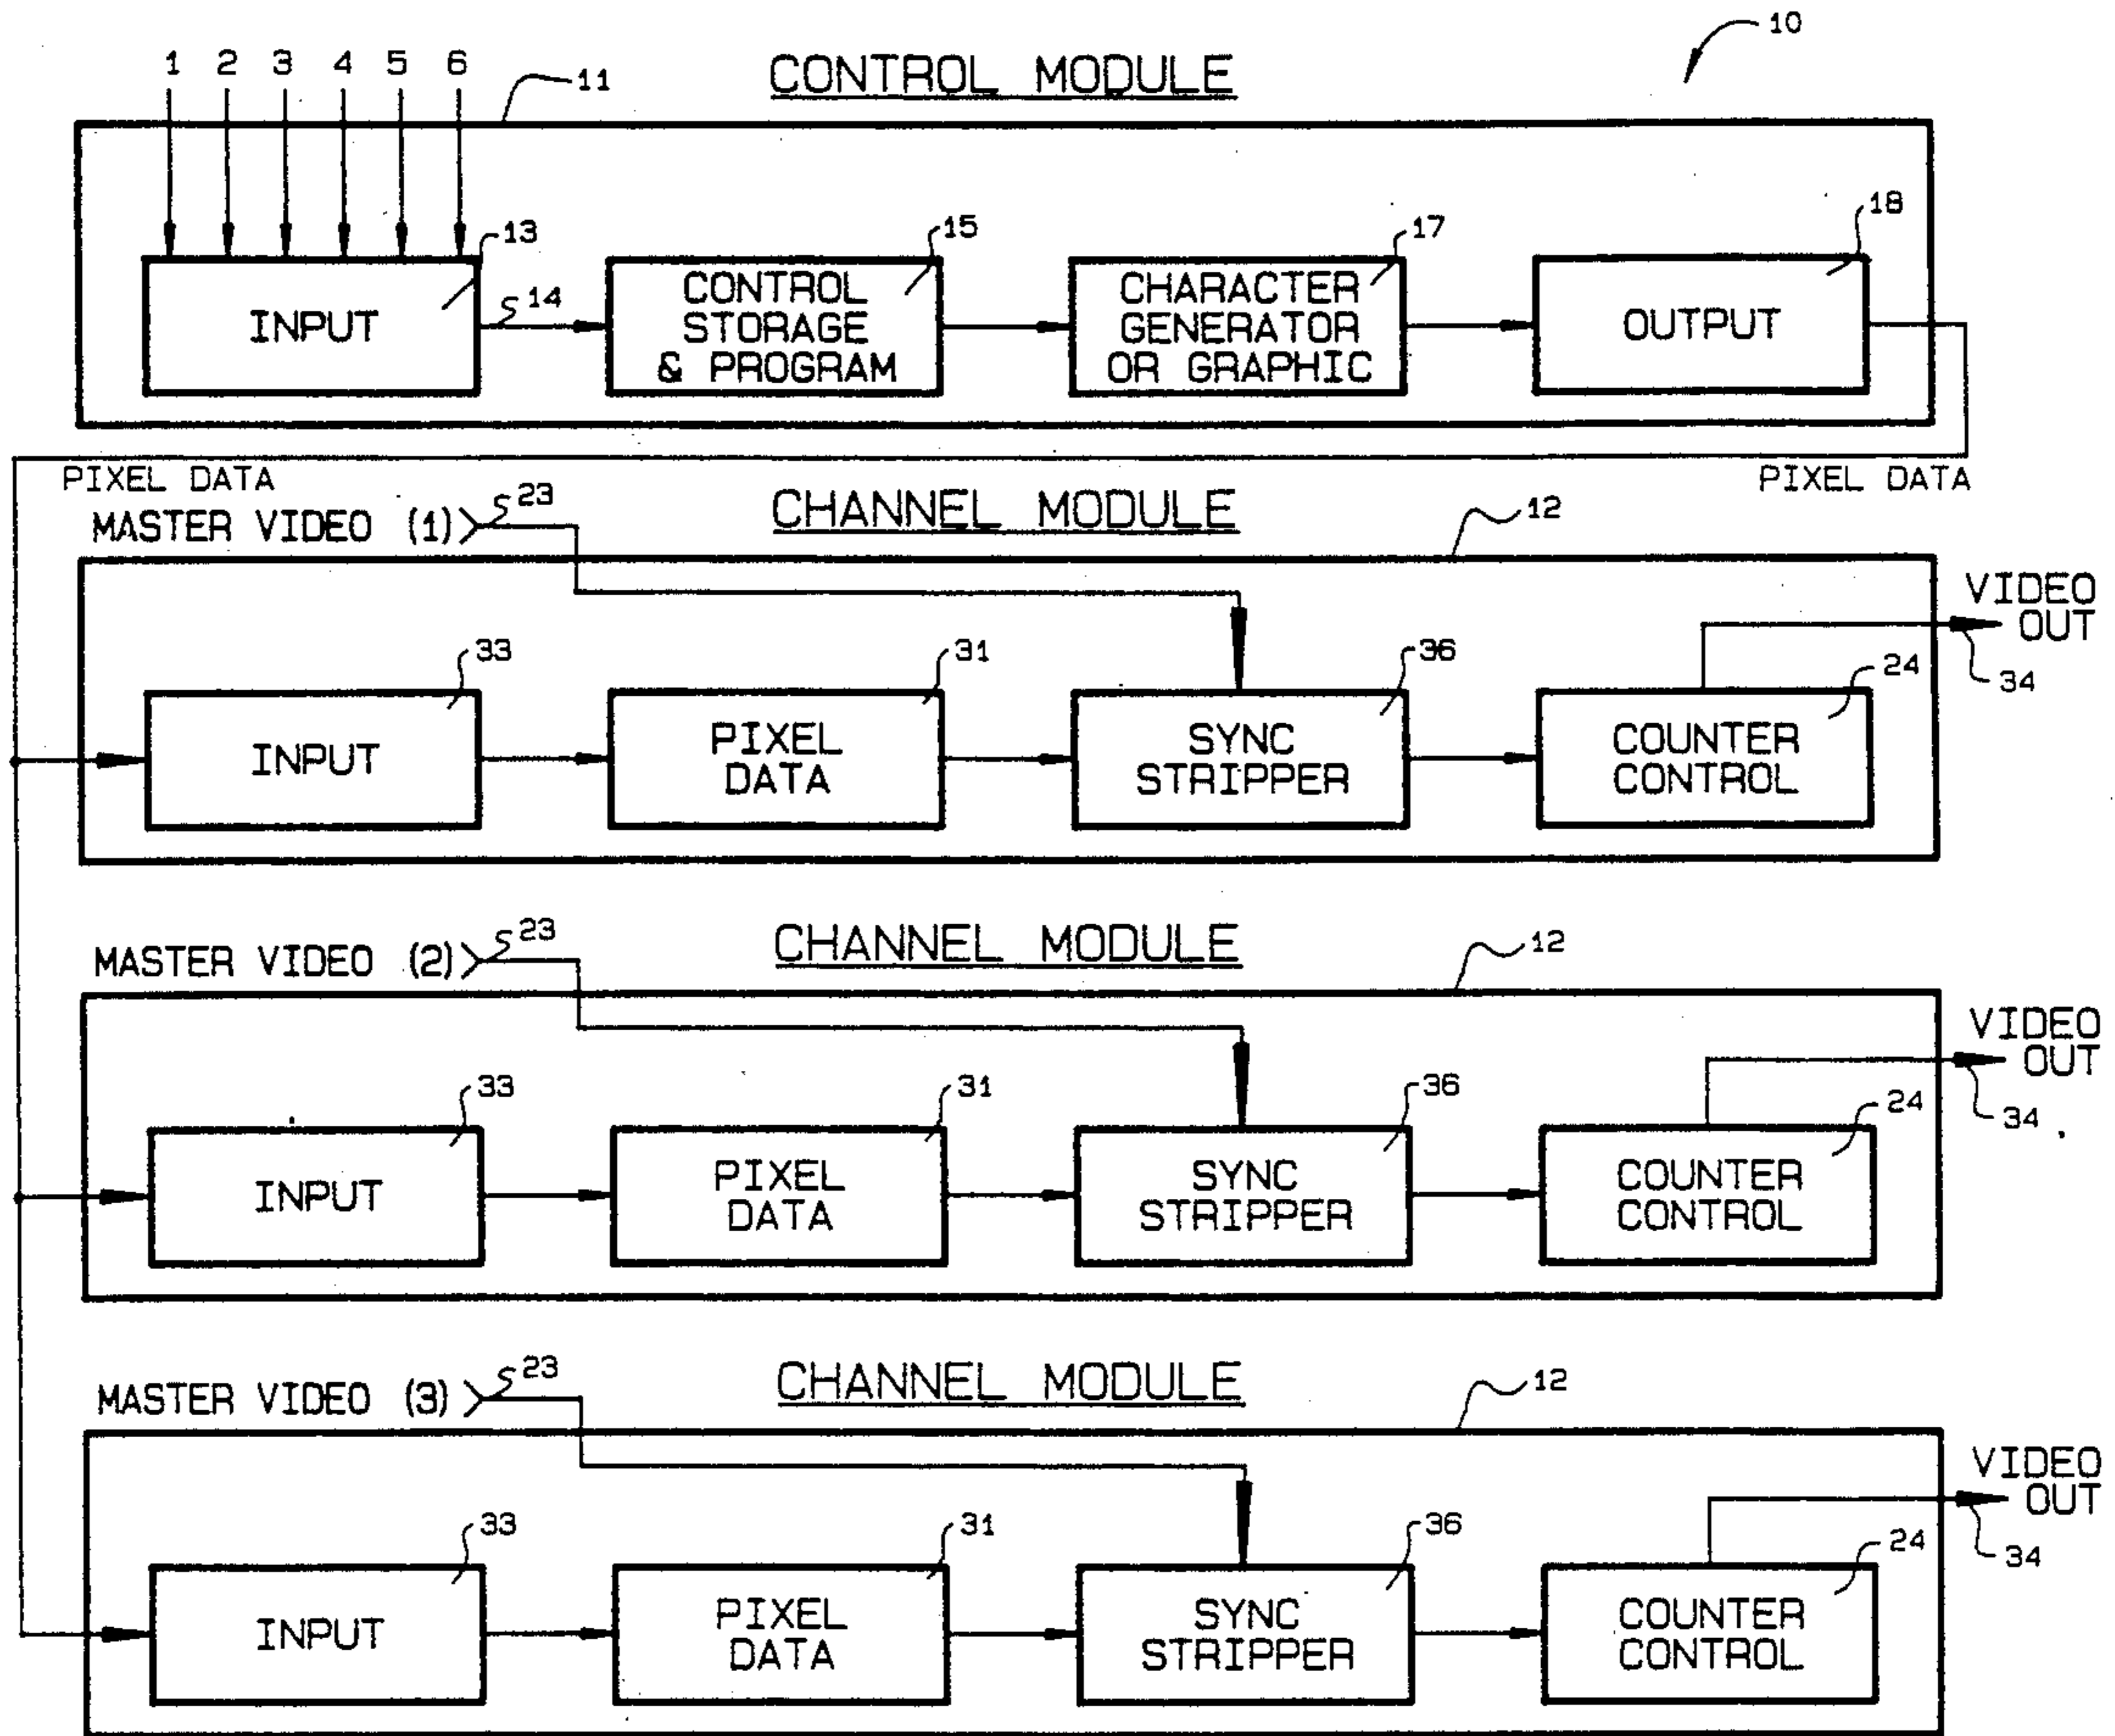 10
1 2 3 4 5 6
CONTROL MODULE
11
13
INPUT
14
15
CONTROL
STORAGE
& PROGRAM
17
CHARACTER
GENERATOR
OR GRAPHIC
18
OUTPUT
PIXEL DATA
PIXEL DATA
MASTER VIDEO (1)
23
CHANNEL MODULE
12
33
INPUT
31
PIXEL
DATA
36
SYNC
STRIPPER
24
COUNTER
CONTROL
VIDEO
OUT
34
MASTER VIDEO (2)
23
CHANNEL MODULE
12
33
INPUT
31
PIXEL
DATA
36
SYNC
STRIPPER
24
COUNTER
CONTROL
VIDEO
OUT
34
MASTER VIDEO (3)
23
CHANNEL MODULE
12
33
INPUT
31
PIXEL
DATA
36
SYNC
STRIPPER
24
COUNTER
CONTROL
VIDEO
OUT
34